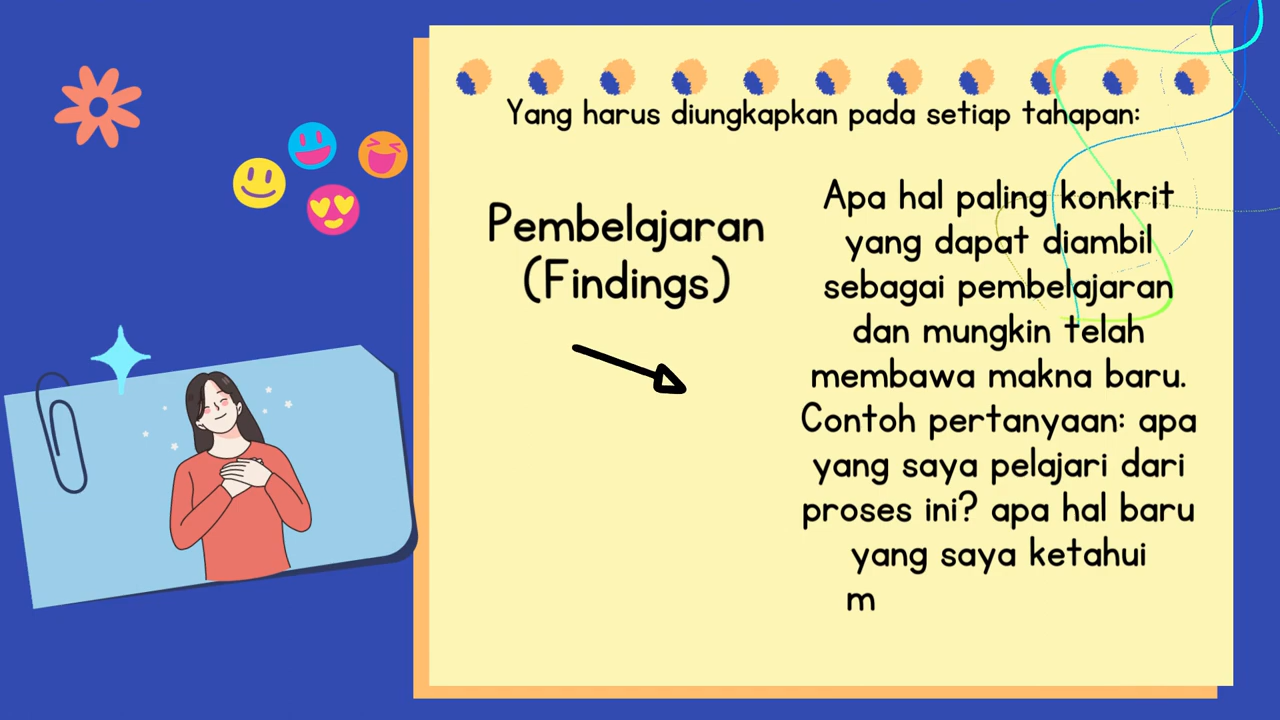 Yang harus diungkapkan pada setiap tahapan:
Pembelajaran
(Findings)
Apa hal paling konkrit
yang dapat diambil
sebagai pembelajaran
dan mungkin telah
membawa makna baru.
Contoh pertanyaan: apa
yang saya pelajari dari
proses ini? apa hal baru
yang saya ketahui
m